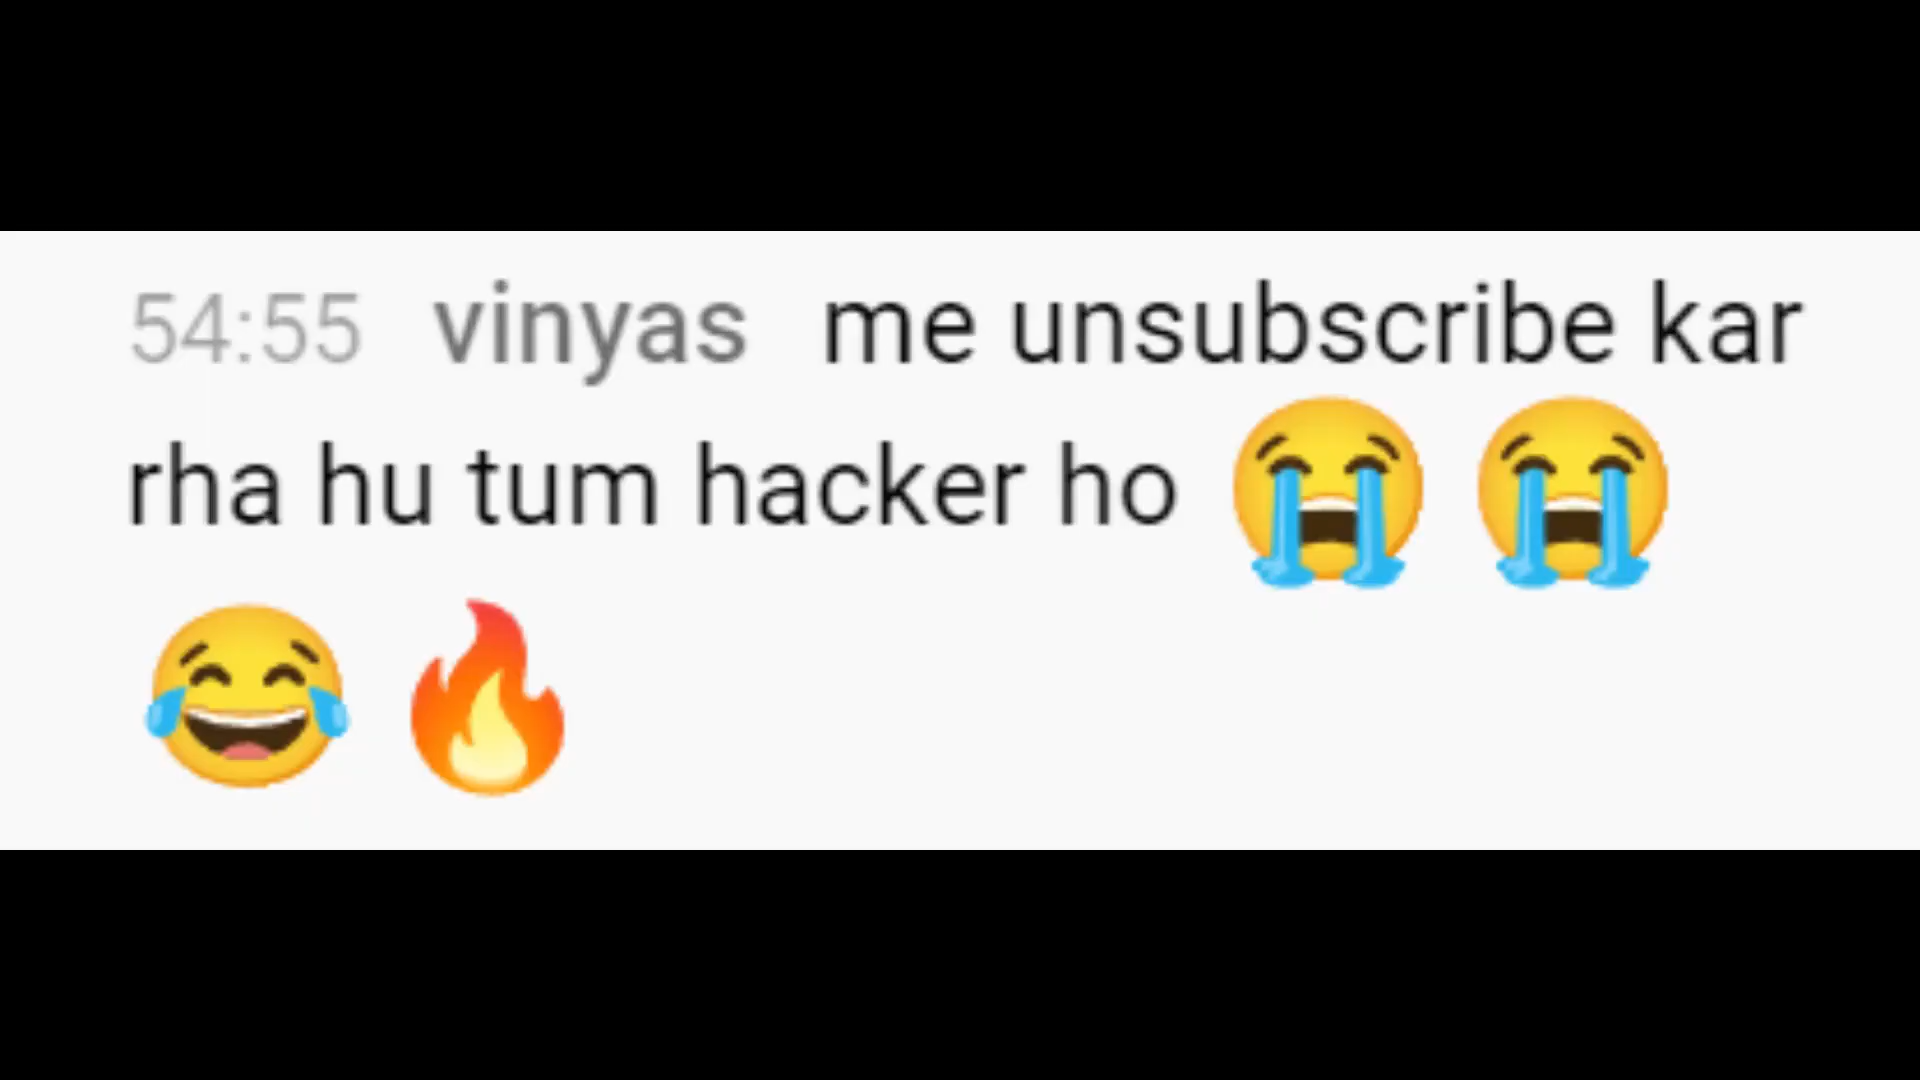 54:55 vinyas me unsubscribe kar
rha hu tum hacker ho 😭 😭
😂 🔥